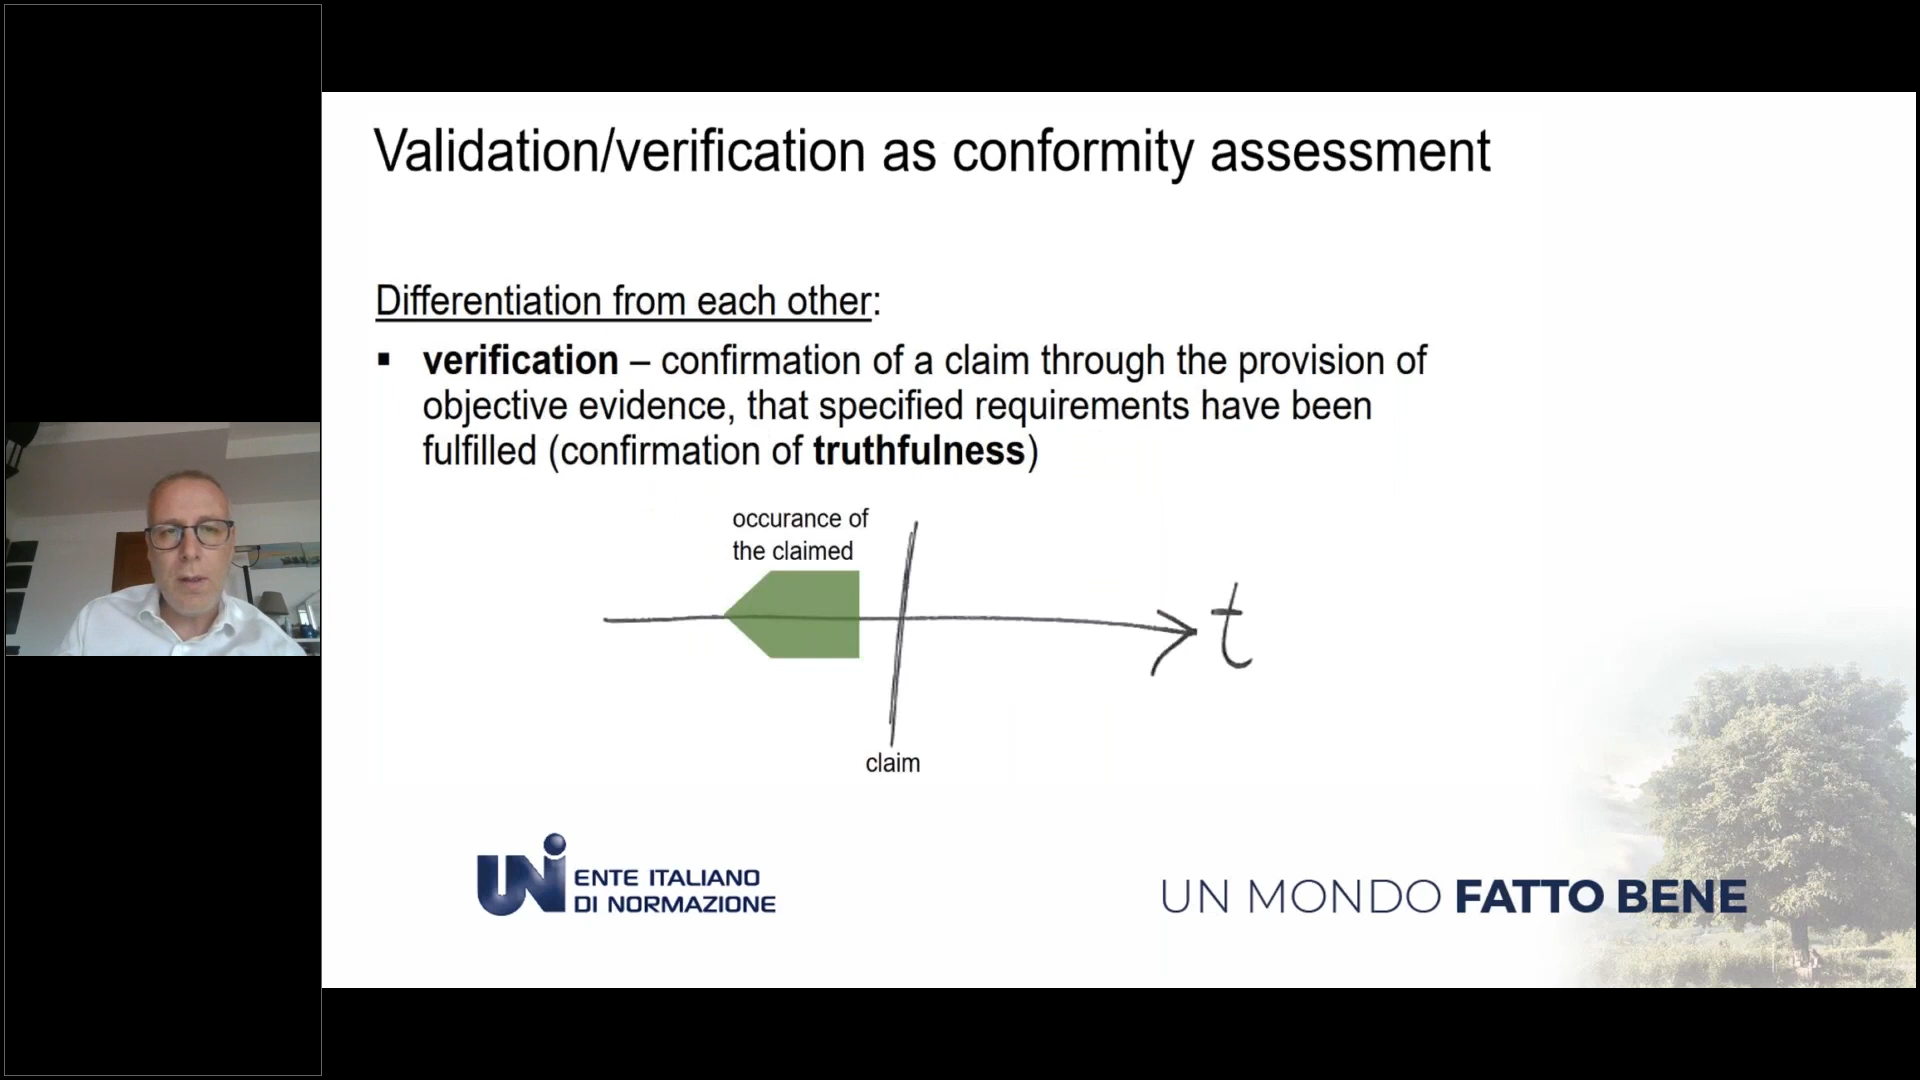 Validation/verification as conformity assessment
Differentiation from each other:
▪ verification – confirmation of a claim through the provision of
objective evidence, that specified requirements have been
fulfilled (confirmation of truthfulness)
occurance of
the claimed
t
claim
UNI ENTE ITALIANO
DI NORMAZIONE
UN MONDO FATTO BENE